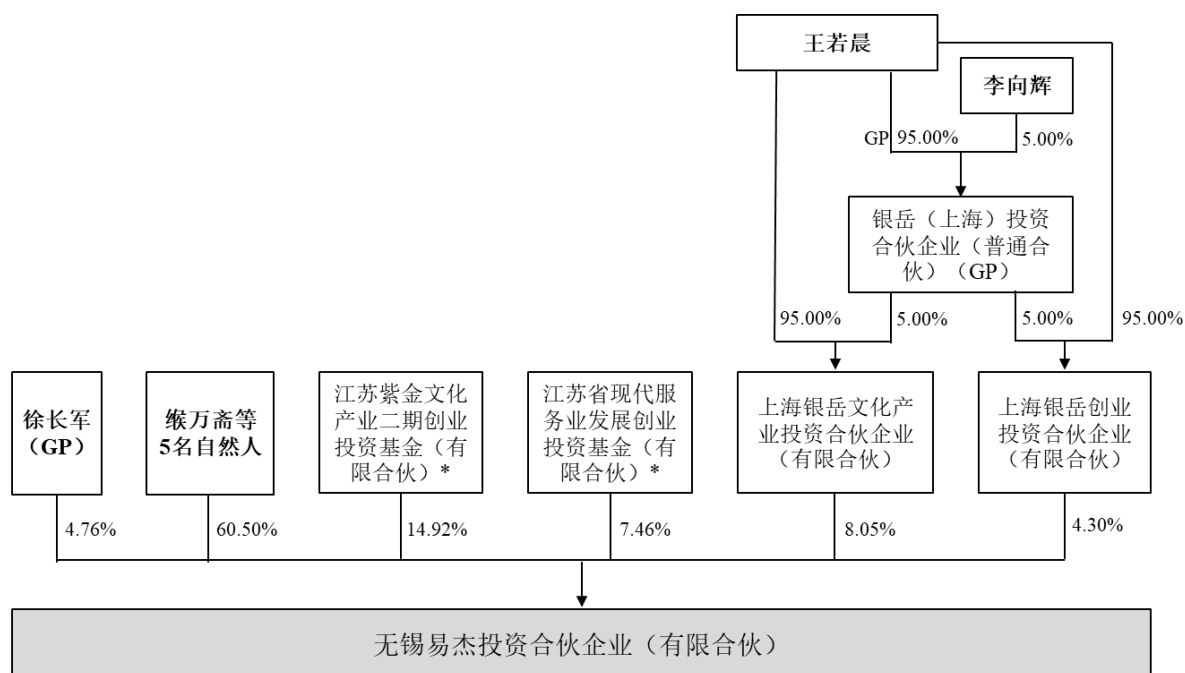 王若晨
李向辉
GP 95.00%
5.00%
银岳（上海）投资
合伙企业（普通合
伙）（GP）
95.00%
5.00%
5.00%
95.00%
徐长军
（GP）
缑万斋等
5名自然人
江苏紫金文化
产业二期创业
投资基金（有
限合伙）*
江苏省现代服
务业发展创业
投资基金（有
限合伙）*
上海银岳文化产
业投资合伙企业
（有限合伙）
上海银岳创业
投资合伙企业
（有限合伙）
4.76%
60.50%
14.92%
7.46%
8.05%
4.30%
无锡易杰投资合伙企业（有限合伙）